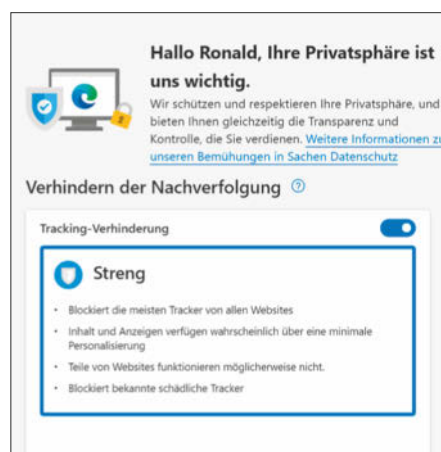 Hallo Ronald, Ihre Privatsphäre ist
uns wichtig.
Wir schützen und respektieren Ihre Privatsphäre, und
bieten Ihnen gleichzeitig die Transparenz und
Kontrolle, die Sie verdienen. Weitere Informationen zu
unseren Bemühungen in Sachen Datenschutz
Verhindern der Nachverfolgung
Tracking-Verhinderung
Streng
• Blockiert die meisten Tracker von allen Websites
• Inhalt und Anzeigen verfügen wahrscheinlich über eine minimale
Personalisierung
• Teile von Websites funktionieren möglicherweise nicht.
• Blockiert bekannte schädliche Tracker